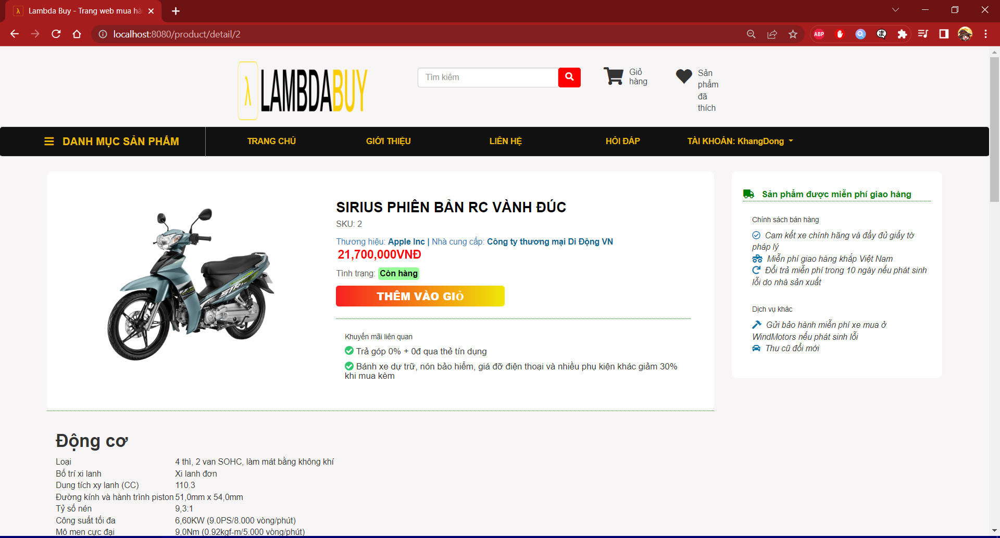 λ Lambda Buy - Trang web mua hà
localhost:8080/product/detail/2
ABP
λ LAMBDABUY
Tìm kiếm
Giỏ
hàng
Sản
phẩm
đã
thích
DANH MỤC SẢN PHẨM
TRANG CHỦ
GIỚI THIỆU
LIÊN HỆ
HỎI ĐÁP
TÀI KHOẢN: KhangDong
SIRIUS PHIÊN BẢN RC VÀNH ĐÚC
SKU: 2
Thương hiệu: Apple Inc | Nhà cung cấp: Công ty thương mại Di Động VN
21,700,000VNĐ
Tình trạng: Còn hàng
THÊM VÀO GIỎ
Khuyến mãi liên quan
Trả góp 0% + 0đ qua thẻ tín dụng
Bánh xe dự trữ, nón bảo hiểm, giá đỡ điện thoại và nhiều phụ kiện khác giảm 30%
khi mua kèm
Sản phẩm được miễn phí giao hàng
Chính sách bán hàng
Cam kết xe chính hãng và đầy đủ giấy tờ
pháp lý
Miễn phí giao hàng khắp Việt Nam
Đổi trả miễn phí trong 10 ngày nếu phát sinh
lỗi do nhà sản xuất
Dịch vụ khác
Gửi bảo hành miễn phí xe mua ở
WindMotors nếu phát sinh lỗi
Thu cũ đổi mới
Động cơ
Loại 4 thì, 2 van SOHC, làm mát bằng không khí
Bố trí xi lanh Xi lanh đơn
Dung tích xy lanh (CC) 110.3
Đường kính và hành trình piston 51,0mm x 54,0mm
Tỷ số nén 9,3:1
Công suất tối đa 6,60KW (9.0PS/8.000 vòng/phút)
Mô men cực đại 9,0Nm (0.92kgf-m/5.000 vòng/phút)